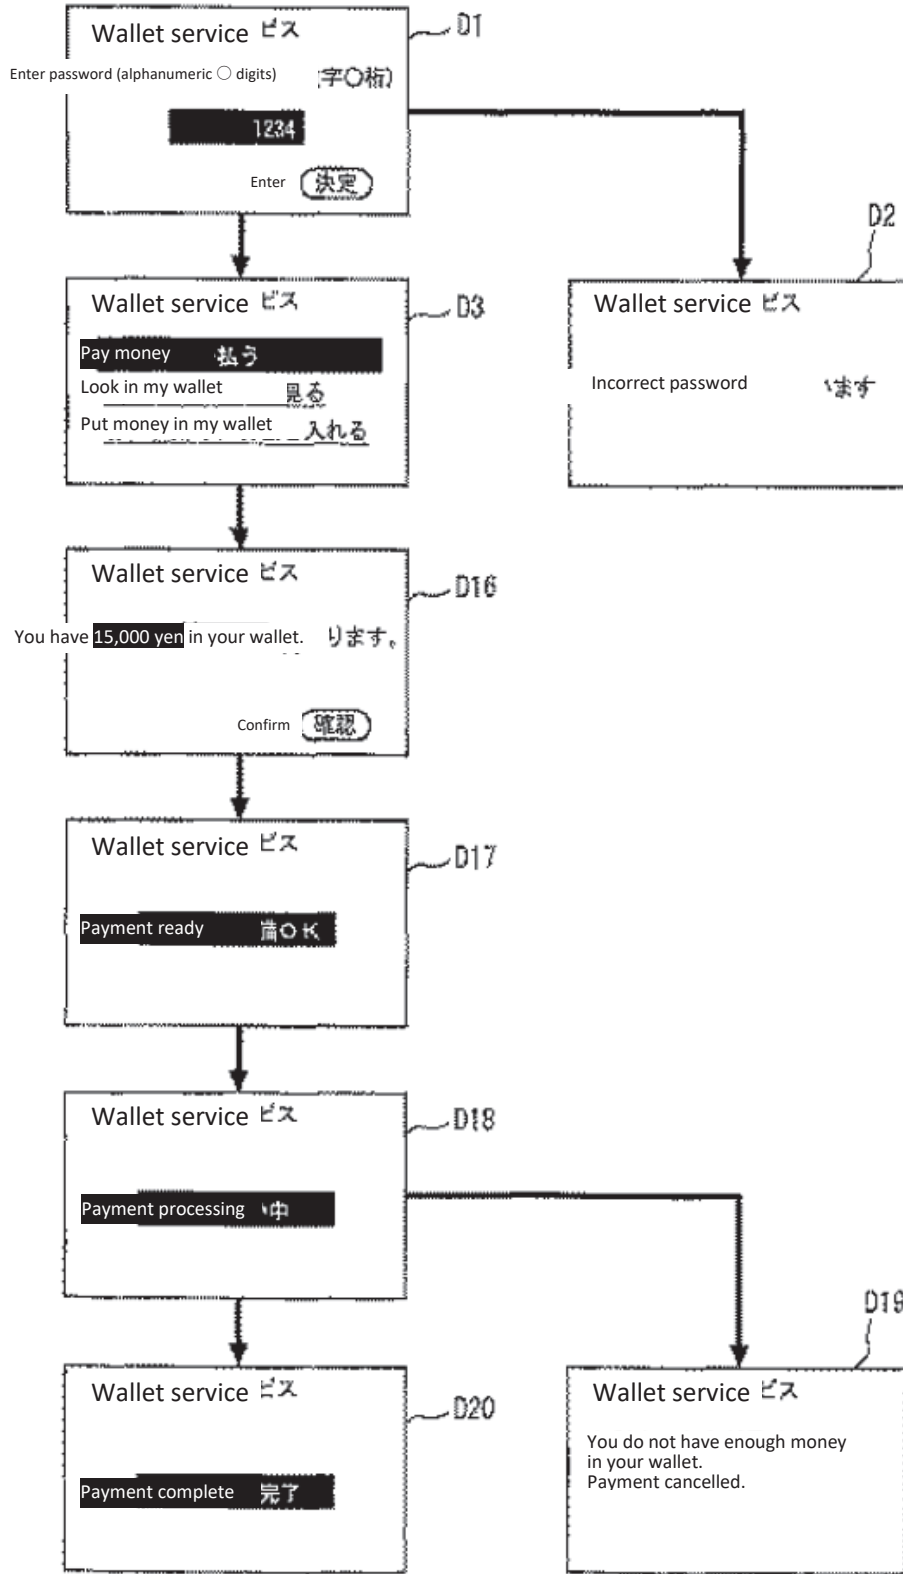 Wallet service ビス
D1
Enter password (alphanumeric ○ digits) 字〇桁)
1234
Enter 決定
D2
Wallet service ビス
D3
Pay money 払う
Look in my wallet 見る
Put money in my wallet 入れる
Wallet service ビス
Incorrect password います
Wallet service ビス
D16
You have 15,000 yen in your wallet. ります。
Confirm 確認
Wallet service ビス
D17
Payment ready 備OK
Wallet service ビス
D18
Payment processing 中
D19
Wallet service ビス
D20
Payment complete 完了
Wallet service ビス
You do not have enough money
in your wallet.
Payment cancelled.